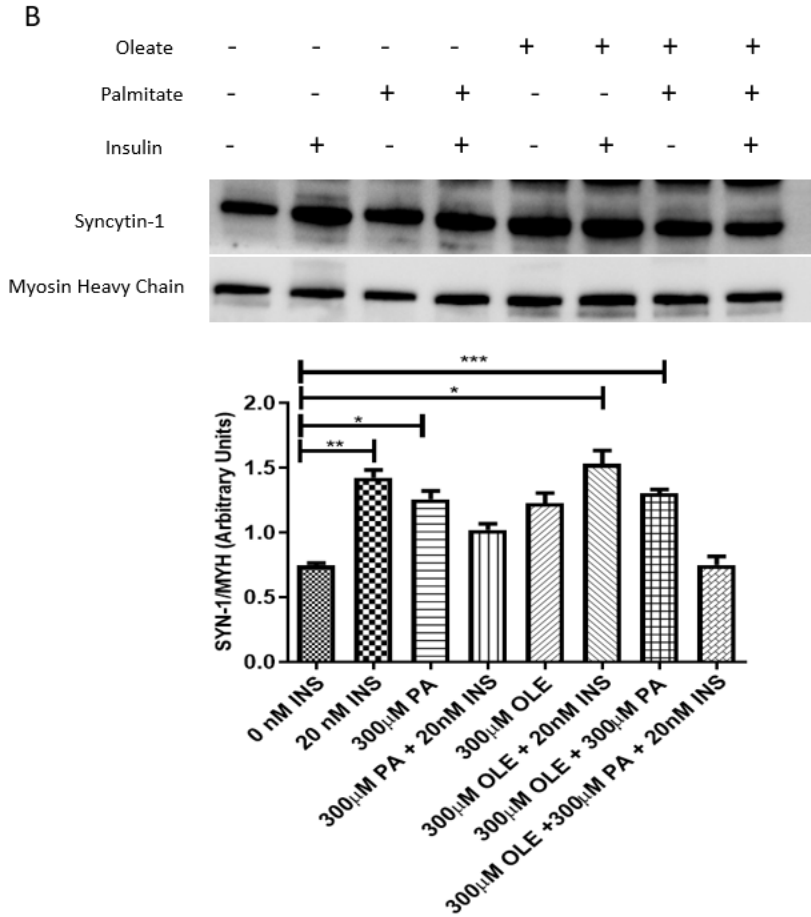 B
Oleate - - - - + + + +
Palmitate - - + + - - + +
Insulin - + - + - + - +
Syncytin-1
Myosin Heavy Chain
***
*
*
**
SYN-1/MYH (Arbitrary Units)
2.0
1.5
1.0
0.5
0.0
0 nM INS
20 nM INS
300μM PA
300μM PA + 20nM INS
300μM OLE
300μM OLE + 20nM INS
300μM OLE + 300μM PA
300μM OLE +300μM PA + 20nM INS